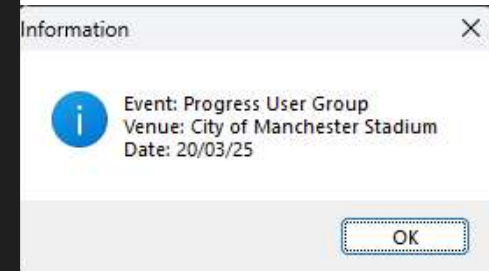 Information
Event: Progress User Group
Venue: City of Manchester Stadium
Date: 20/03/25
OK